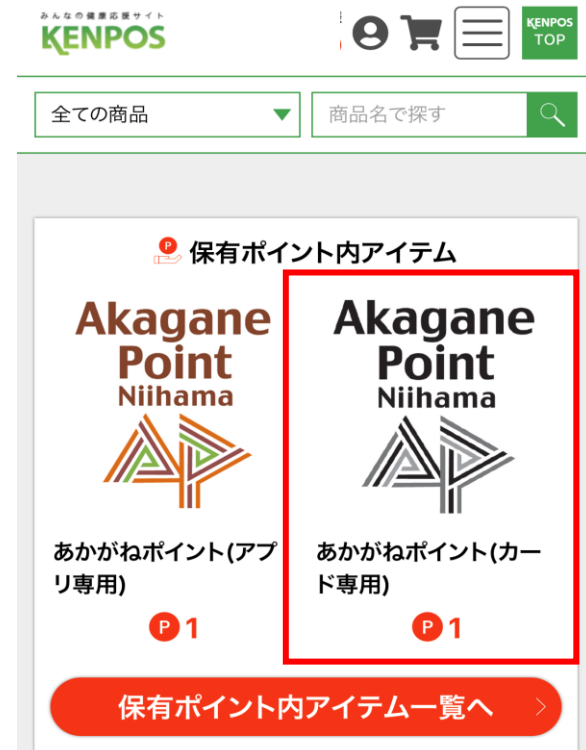 みんなの健康応援サイト
KENPOS
KENPOS
TOP
全ての商品
商品名で探す
P 保有ポイント内アイテム
Akagane
Point
Niihama
あかがねポイント(アプ
リ専用)
P 1
Akagane
Point
Niihama
あかがねポイント(カー
ド専用)
P 1
保有ポイント内アイテム一覧へ